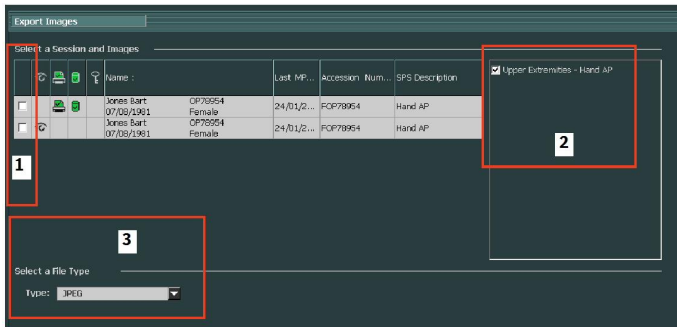 Export Images
Select a Session and Images
Name : Last MP... Accession Num... SPS Description
Upper Extremities - Hand AP
Jones Bart OP78954 24/01/2... FOP78954 Hand AP
07/08/1981 Female
Jones Bart OP78954 24/01/2... FOP78954 Hand AP
07/08/1981 Female
1
2
3
Select a File Type
Type: JPEG